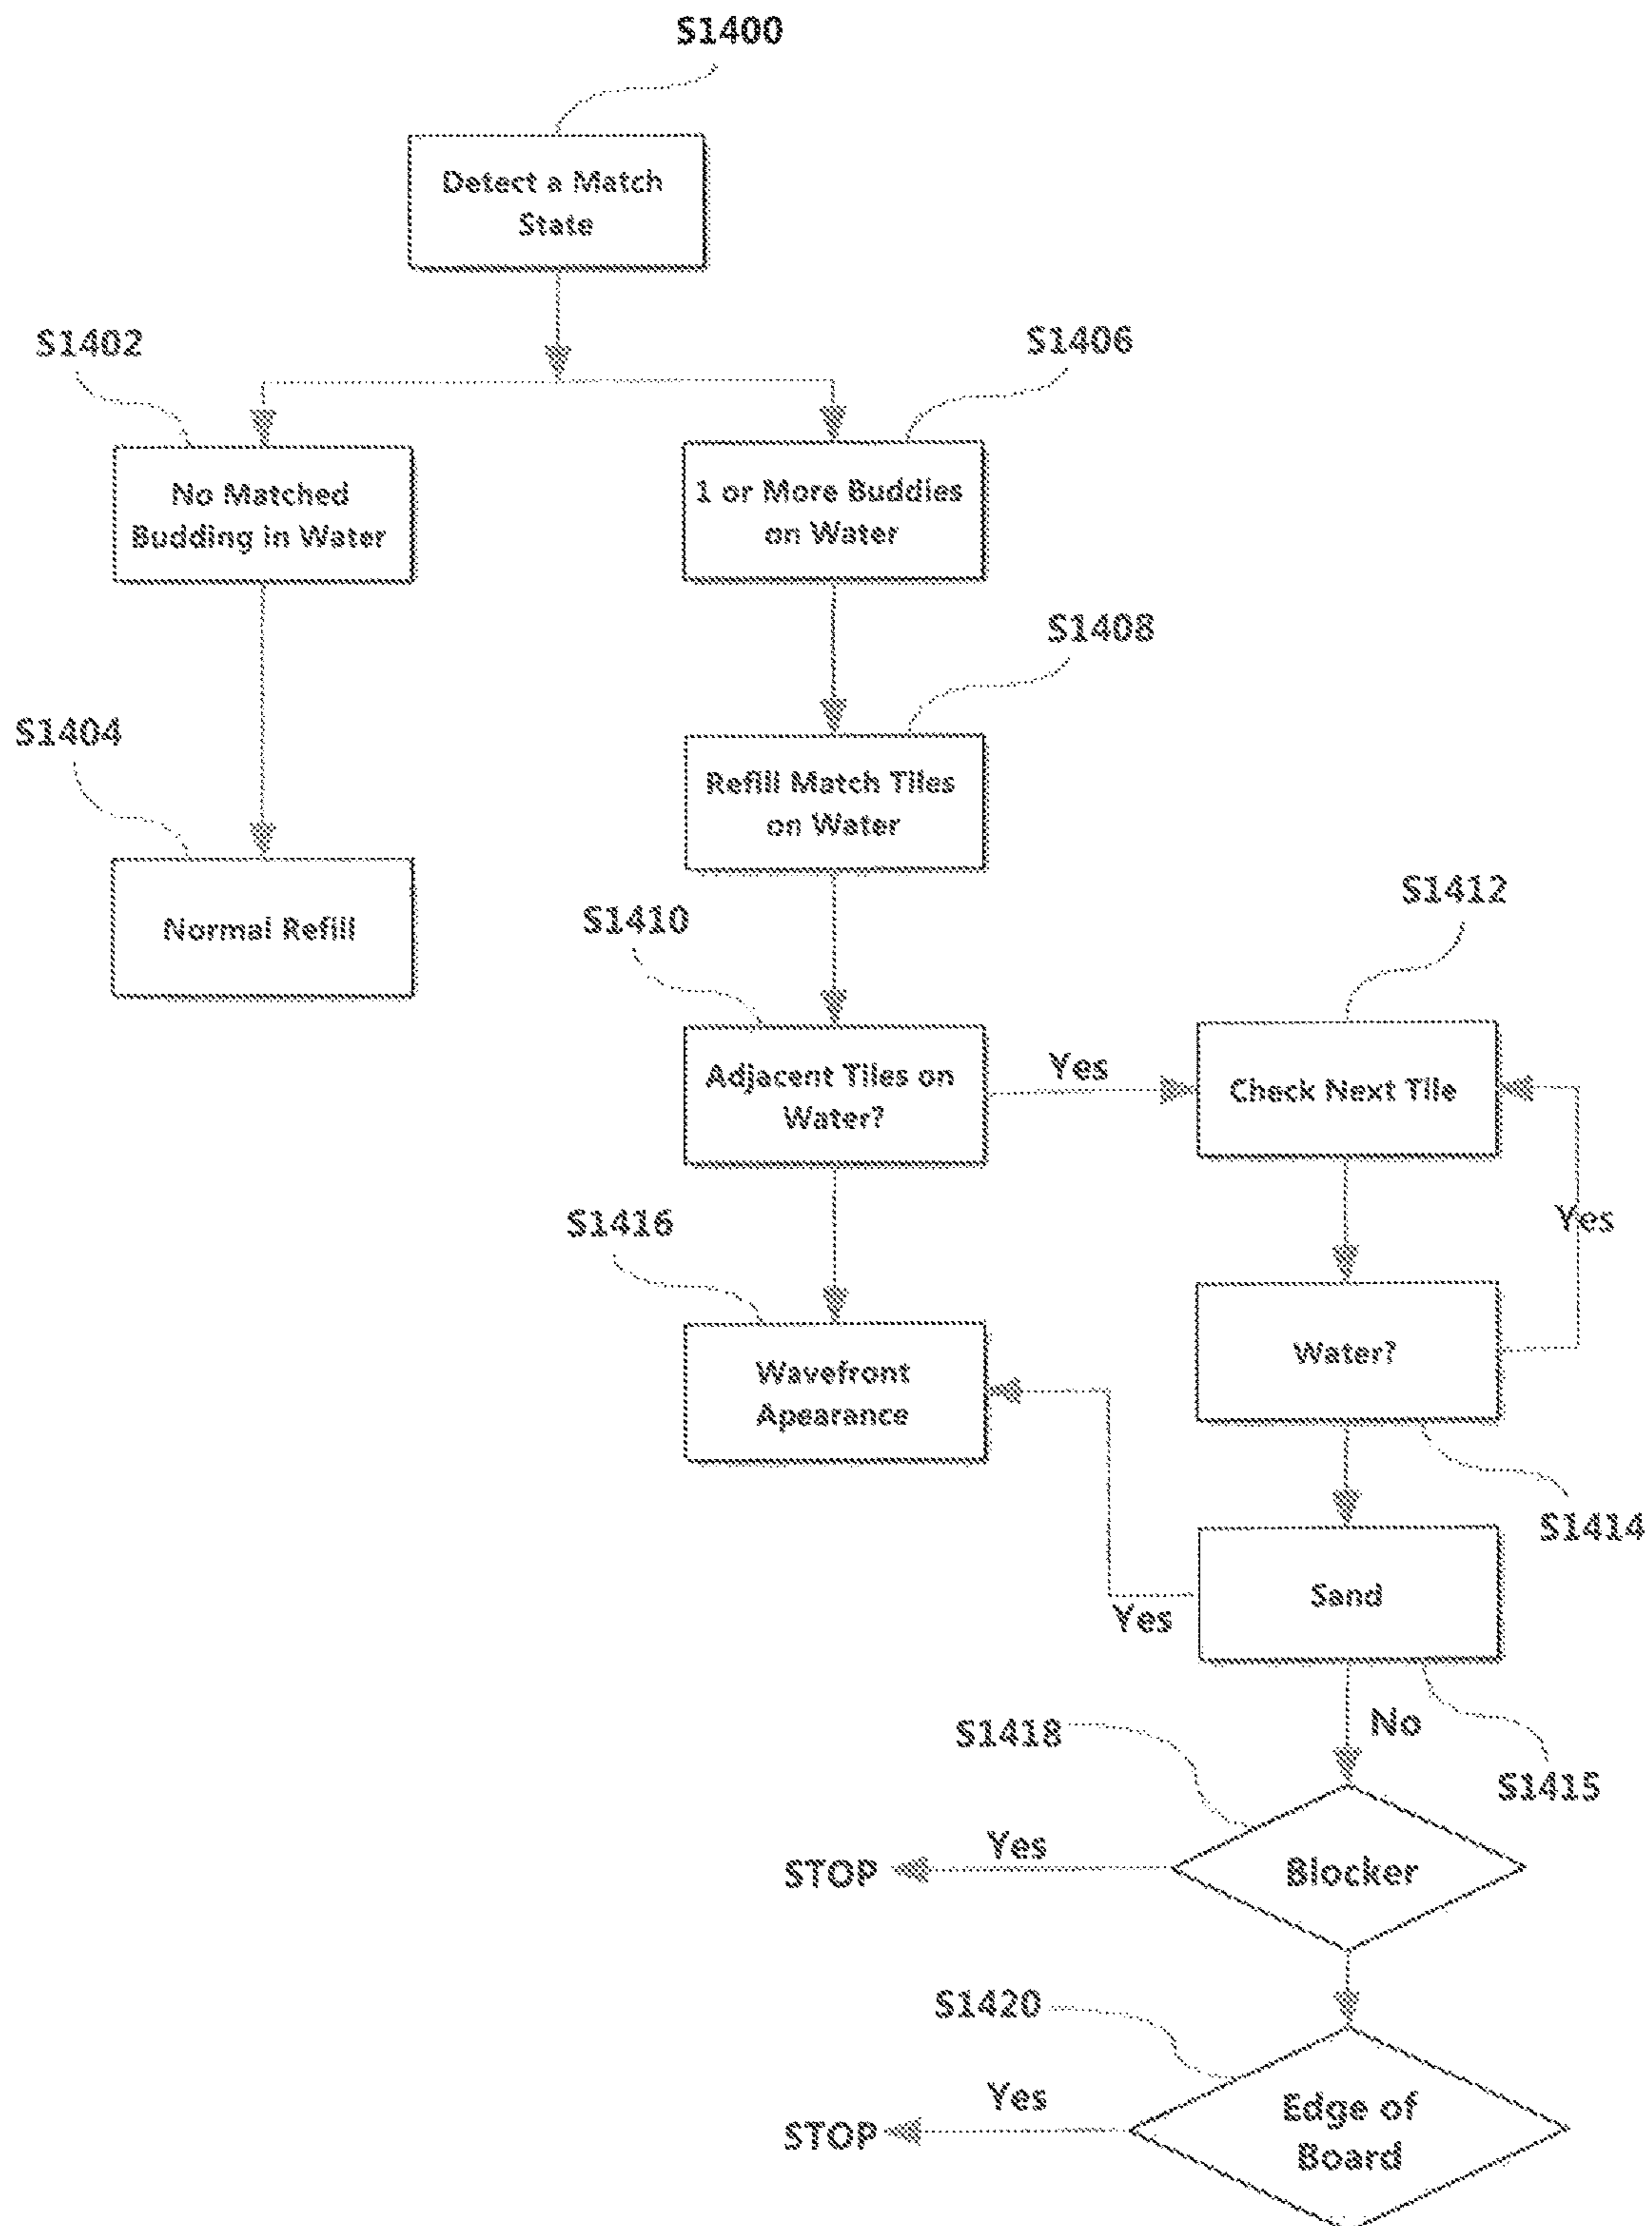 S1400
Detect a Match
State
S1402
S1406
No Matched
Budding in Water
1 or More Buddies
on Water
S1408
S1404
Refill Match Tiles
on Water
Normal Refill
S1410
S1412
Adjacent Tiles on
Water?
Yes
Check Next Tile
S1416
Yes
Wavefront
Apearance
Water?
S1414
Sand
Yes
S1418
No
S1415
STOP
Yes
Blocker
S1420
STOP
Yes
Edge of
Board